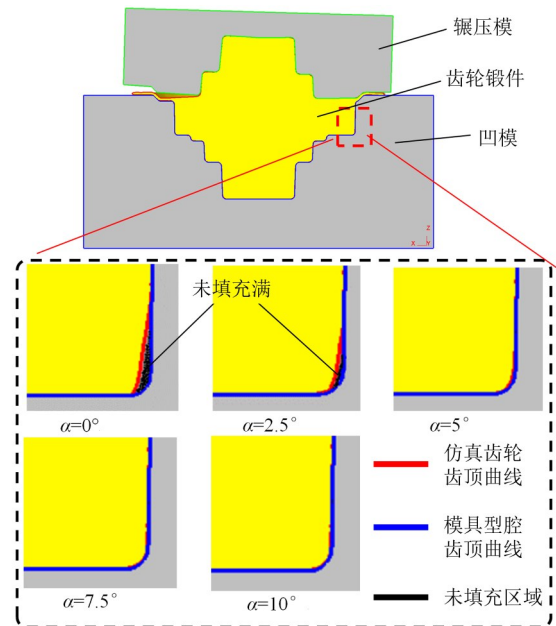 辗压模
齿轮锻件
凹模
Z
X
Y
未填充满
α=0°
α=2.5°
α=5°
α=7.5°
α=10°
仿真齿轮
齿顶曲线
模具型腔
齿顶曲线
未填充区域